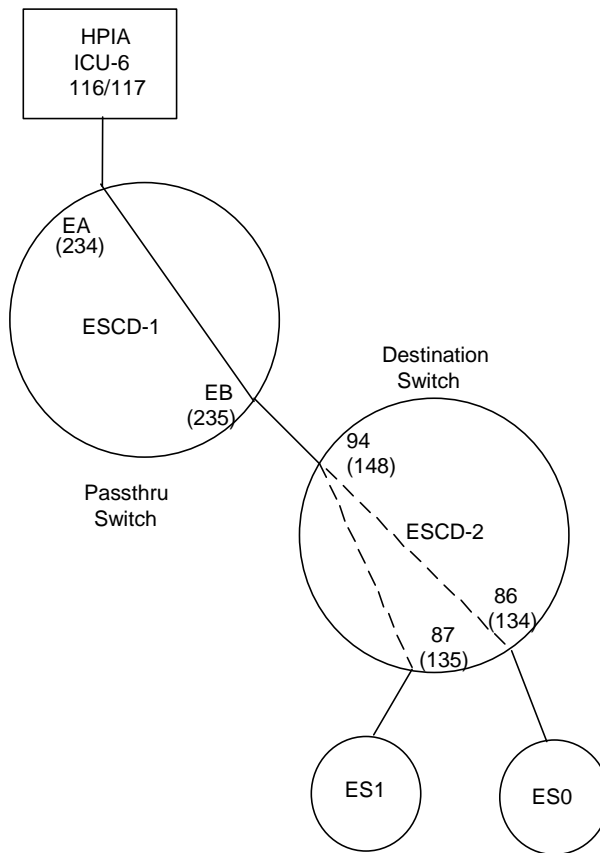 HPIA
ICU-6
116/117
EA
(234)
ESCD-1
EB
(235)
Passthru
Switch
Destination
Switch
94
(148)
ESCD-2
86
(134)
87
(135)
ES1
ES0